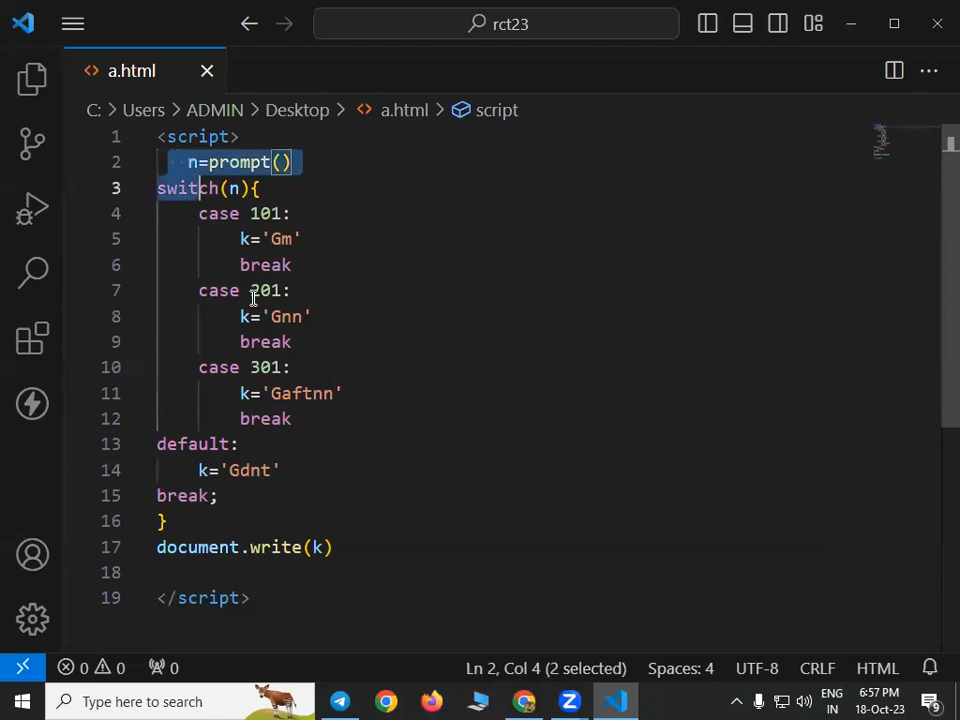 rct23
a.html
C: > Users > ADMIN > Desktop > a.html > script
1 <script>
2 n=prompt()
3 switch(n){
4 case 101:
5 k='Gm'
6 break
7 case 201:
8 k='Gnn'
9 break
10 case 301:
11 k='Gaftnn'
12 break
13 default:
14 k='Gdnt'
15 break;
16 }
17 document.write(k)
18
19 </script>
0 0 0 Ln 2, Col 4 (2 selected) Spaces: 4 UTF-8 CRLF HTML
Type here to search ENG IN 6:57 PM 18-Oct-23 9